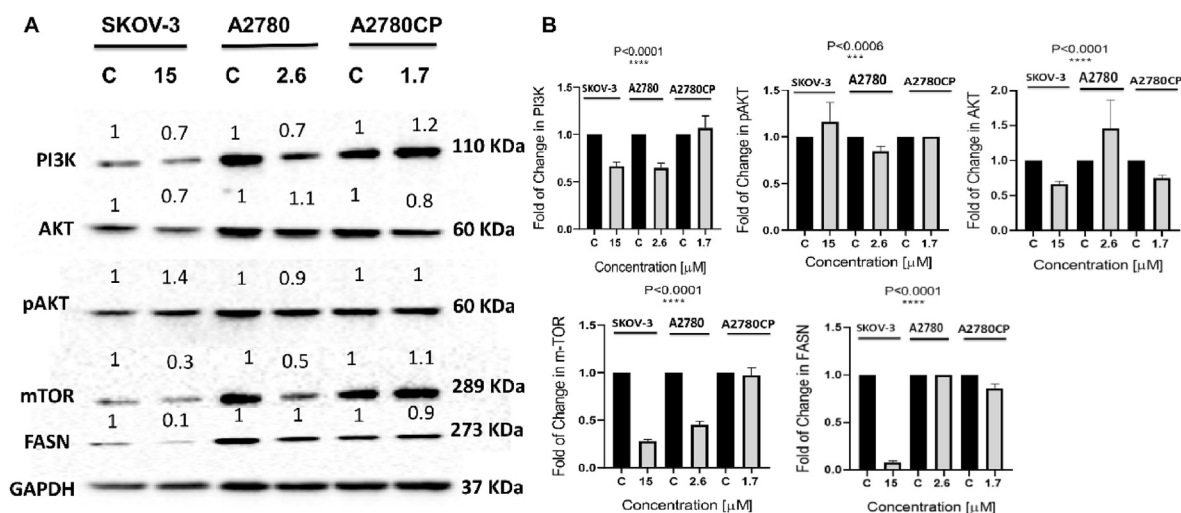 A
SKOV-3 A2780 A2780CP
C 15 C 2.6 C 1.7
1 0.7 1 0.7 1 1.2
PI3K 110 KDa
1 0.7 1 1.1 1 0.8
AKT 60 KDa
1 1.4 1 0.9 1 1
pAKT 60 KDa
1 0.3 1 0.5 1 1.1
mTOR 289 KDa
1 0.1 1 1 1 0.9
FASN 273 KDa
GAPDH 37 KDa
B
P<0.0001
****
SKOV-3 A2780 A2780CP
Fold of Change in PI3K
1.5
1.0
0.5
0.0
C 15 C 2.6 C 1.7
Concentration [μM]
P<0.0006
***
SKOV-3 A2780 A2780CP
Fold of Change in pAKT
1.5
1.0
0.5
0.0
C 15 C 2.6 C 1.7
Concentration [μM]
P<0.0001
****
SKOV-3 A2780 A2780CP
Fold of Change in AKT
2.0
1.5
1.0
0.5
0.0
C 15 C 2.6 C 1.7
Concentration [μM]
P<0.0001
****
SKOV-3 A2780 A2780CP
Fold of Change in m-TOR
1.5
1.0
0.5
0.0
C 15 C 2.6 C 1.7
Concentration [μM]
P<0.0001
****
SKOV-3 A2780 A2780CP
Fold of Change in FASN
1.5
1.0
0.5
0.0
C 15 C 2.6 C 1.7
Concentration [μM]